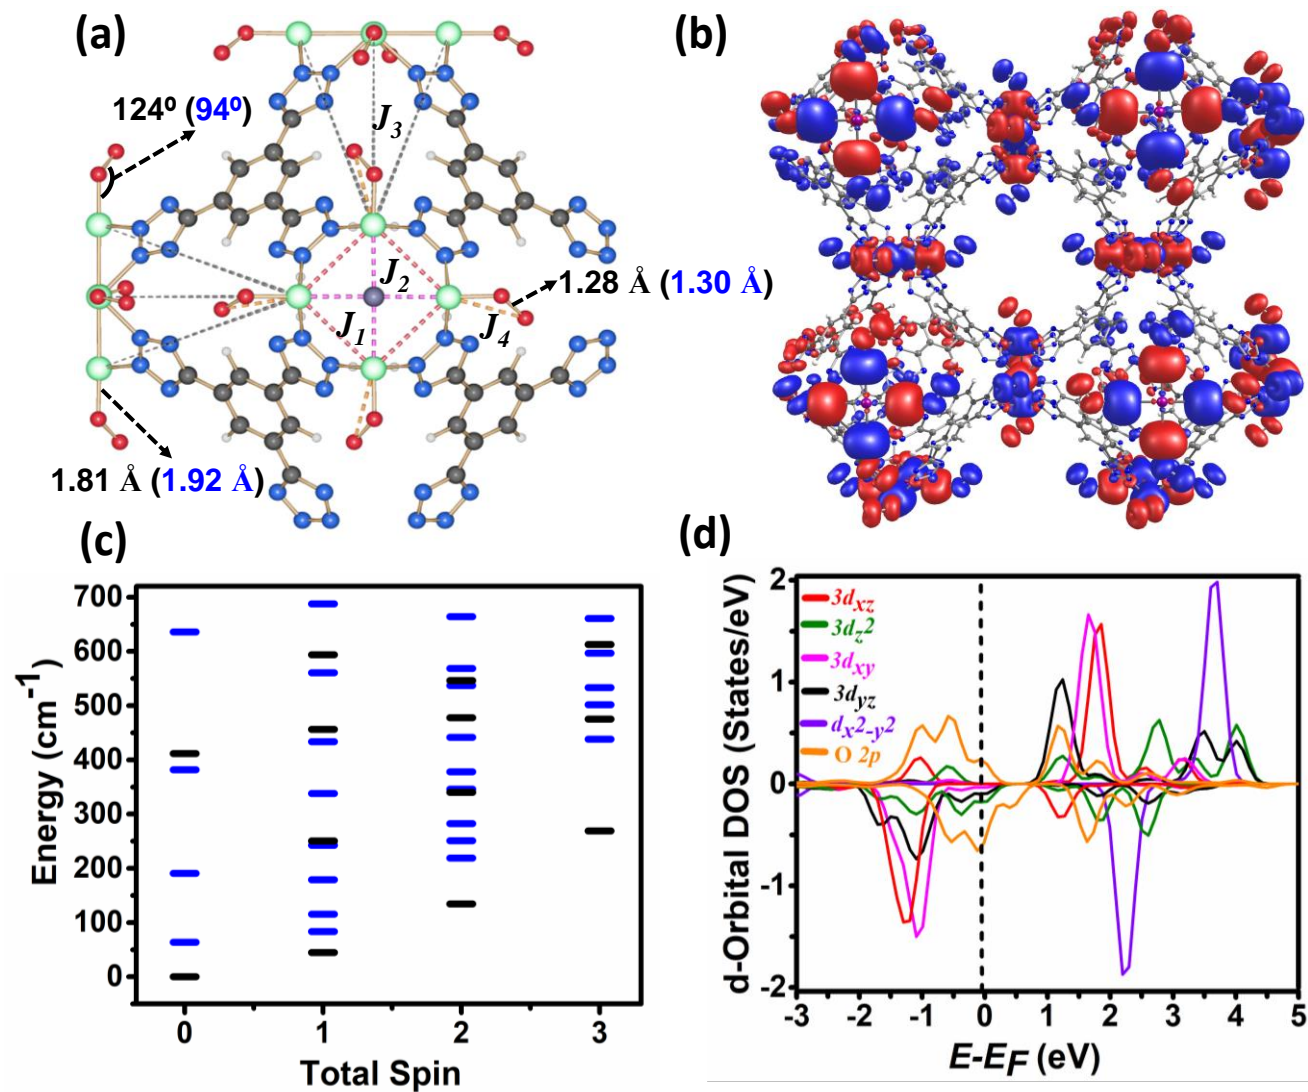 (a)
124º (94º)
J3
J2
J1
J4
1.28 Å (1.30 Å)
1.81 Å (1.92 Å)
(b)
(c)
700
600
500
400
300
200
100
0
Energy (cm-1)
0 1 2 3
Total Spin
(d)
2
1
0
-1
-2
d-Orbital DOS (States/eV)
3dxz
3dz2
3dxy
3dyz
dx2-y2
O 2p
-3 -2 -1 0 1 2 3 4 5
E-EF (eV)